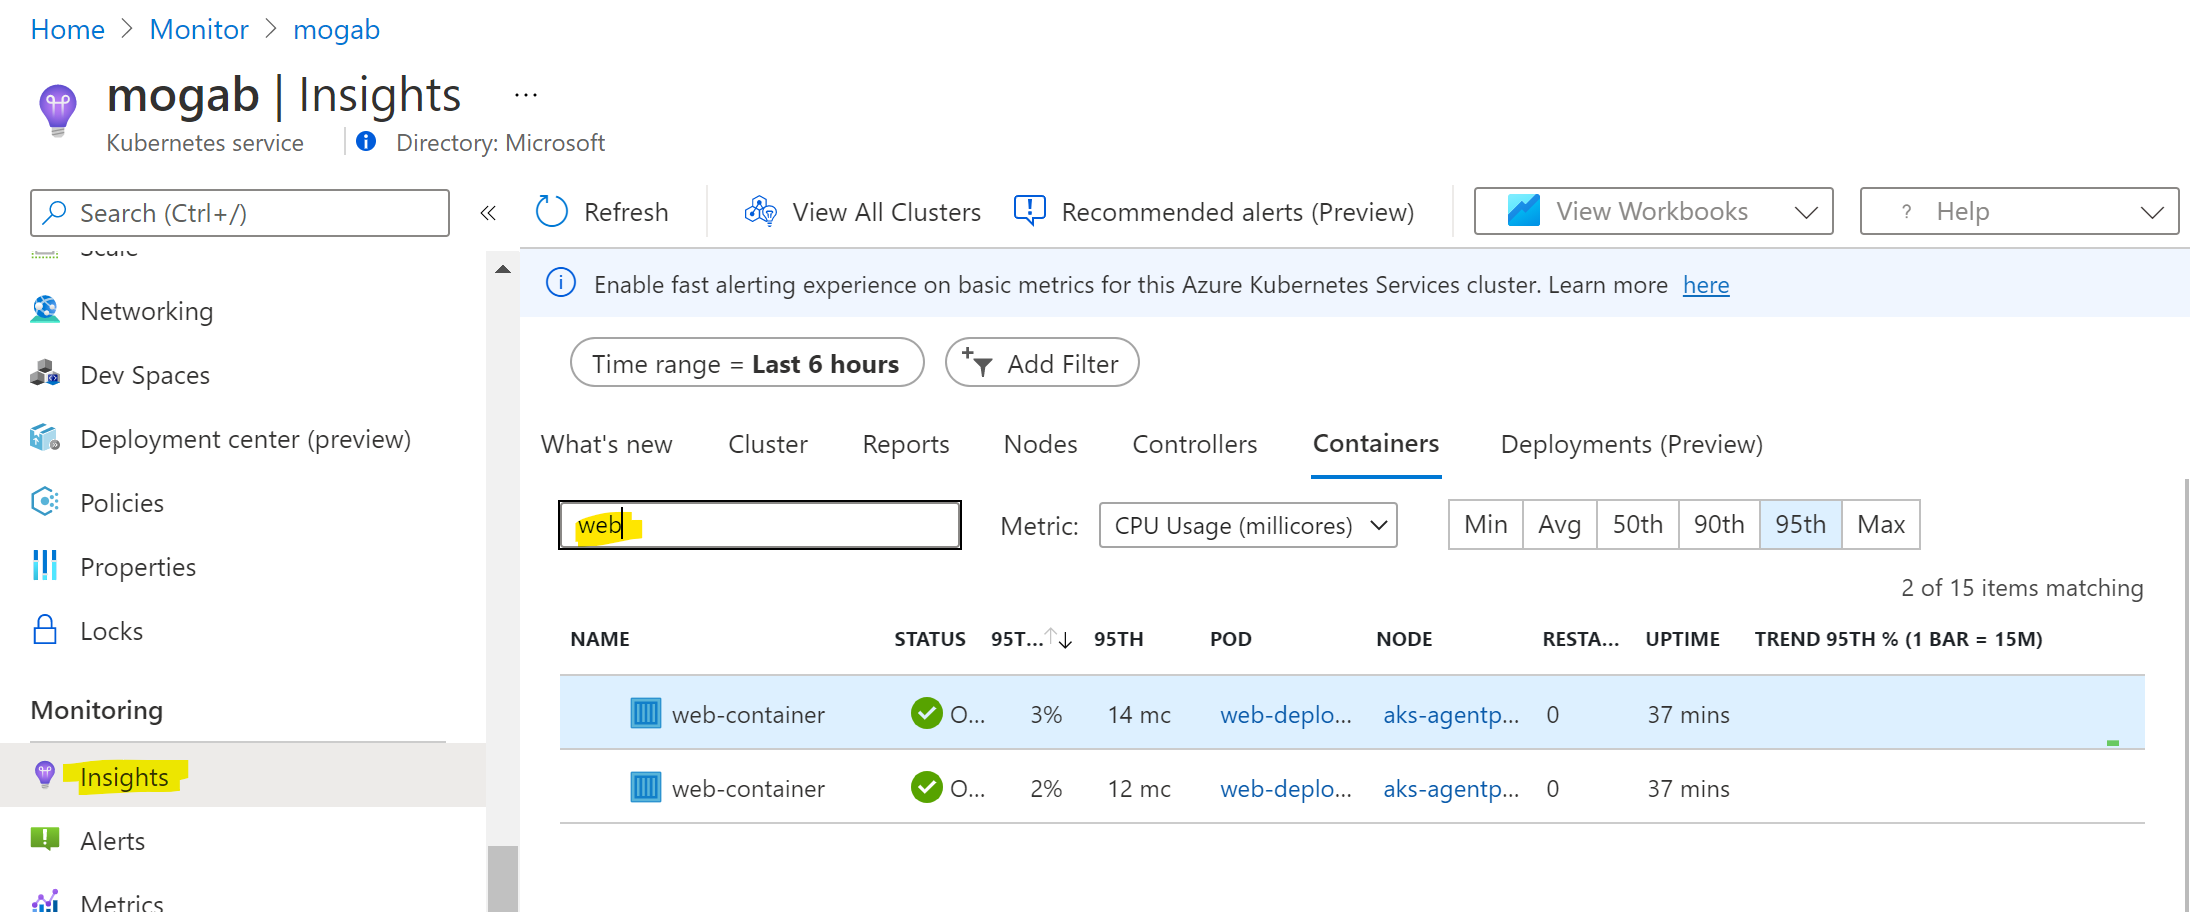 Home > Monitor > mogab
mogab | Insights ...
Kubernetes service
Directory: Microsoft
Search (Ctrl+/)
«
Refresh
View All Clusters
Recommended alerts (Preview)
View Workbooks
? Help
Scale
Networking
Dev Spaces
Deployment center (preview)
Policies
Properties
Locks
Monitoring
Insights
Alerts
Metrics
Enable fast alerting experience on basic metrics for this Azure Kubernetes Services cluster. Learn more here
Time range = Last 6 hours
Add Filter
What's new Cluster Reports Nodes Controllers Containers Deployments (Preview)
web
Metric: CPU Usage (millicores)
Min Avg 50th 90th 95th Max
2 of 15 items matching
NAME STATUS 95T...↑↓ 95TH POD NODE RESTA... UPTIME TREND 95TH % (1 BAR = 15M)
web-container O... 3% 14 mc web-deplo... aks-agentp... 0 37 mins
web-container O... 2% 12 mc web-deplo... aks-agentp... 0 37 mins